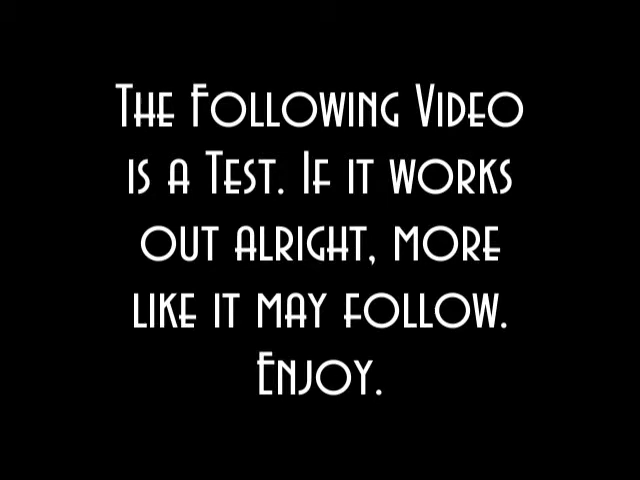 The Following Video
is a Test. If it works
out alright, more
like it may follow.
Enjoy.